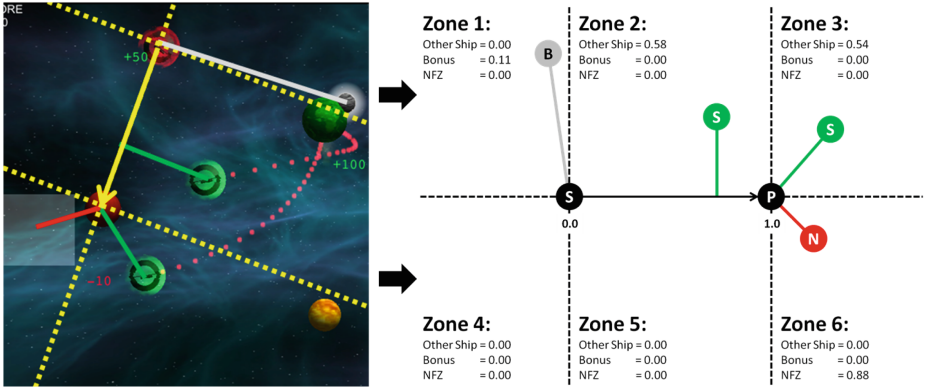 ORE
0
+50
+100
-10
Zone 1:
Other Ship = 0.00
Bonus = 0.11
NFZ = 0.00
Zone 2:
Other Ship = 0.58
Bonus = 0.00
NFZ = 0.00
Zone 3:
Other Ship = 0.54
Bonus = 0.00
NFZ = 0.00
B
S
S
S
P
0.0
1.0
N
Zone 4:
Other Ship = 0.00
Bonus = 0.00
NFZ = 0.00
Zone 5:
Other Ship = 0.00
Bonus = 0.00
NFZ = 0.00
Zone 6:
Other Ship = 0.00
Bonus = 0.00
NFZ = 0.88